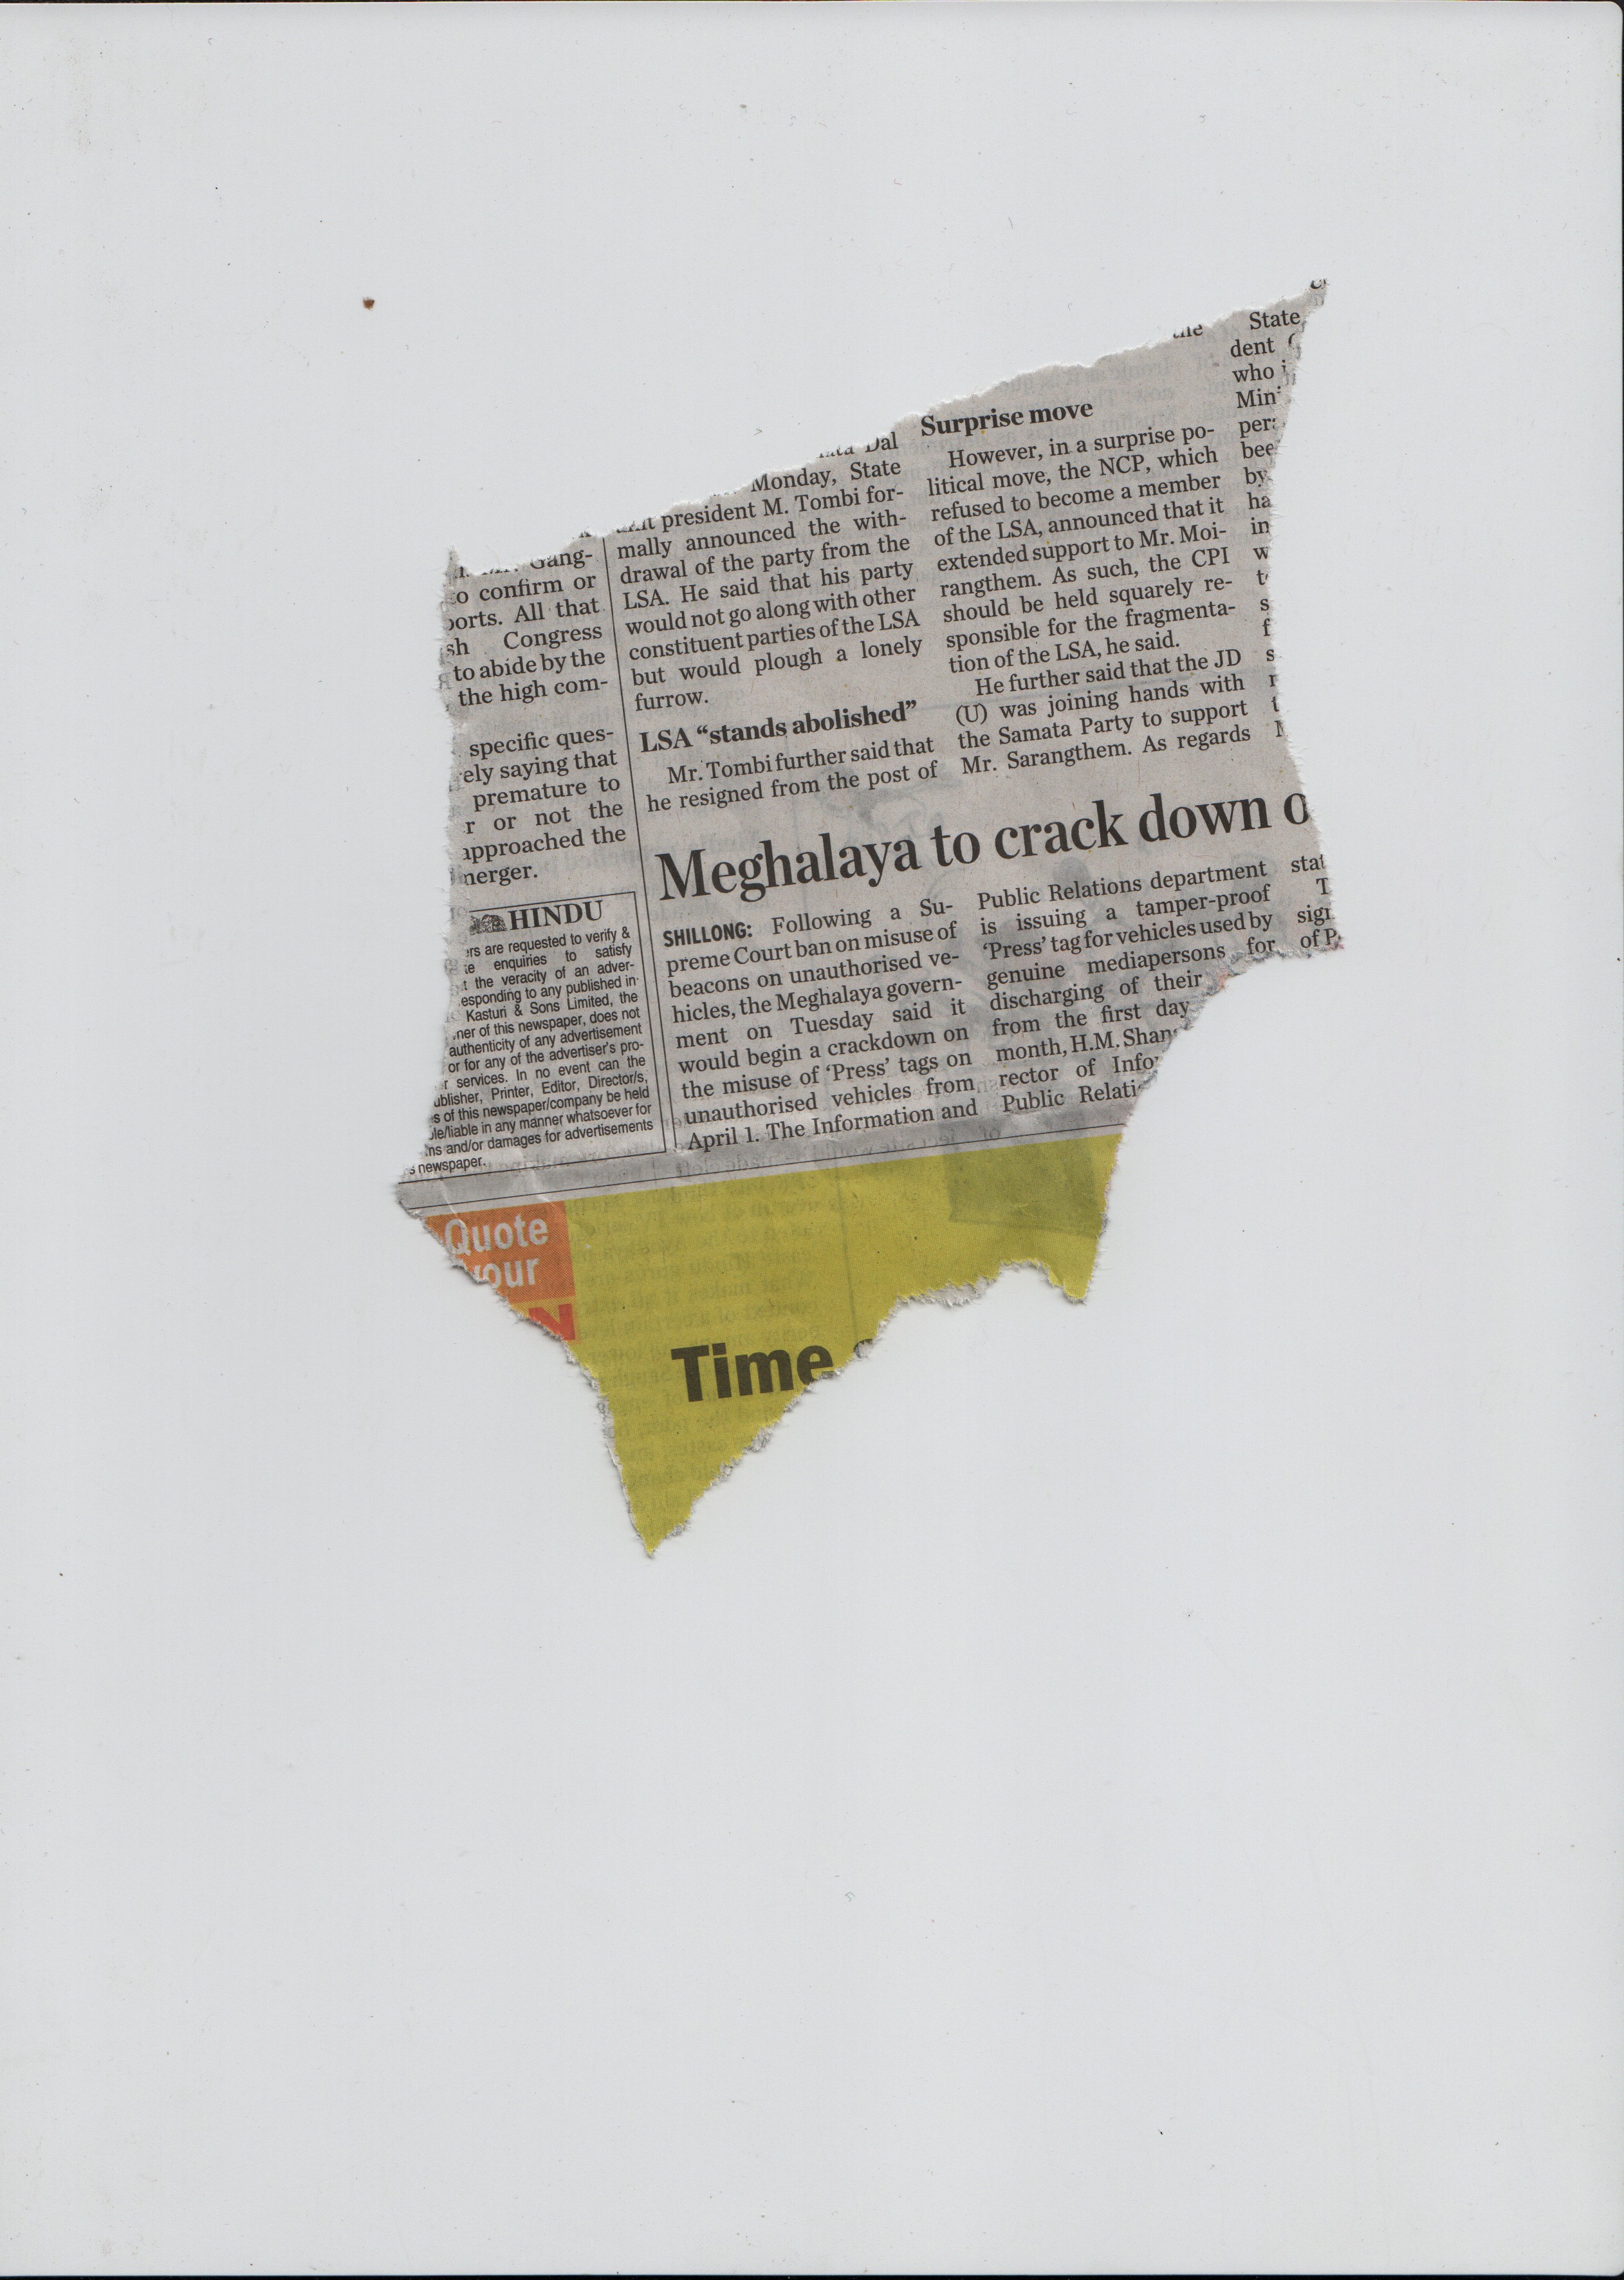 Gang-
confirm or
All that
Congress
to abide by the
the high com-
specific ques-
saying that
premature to
or not the
approached the
merger.
HINDU
are requested to verify &
enquiries to satisfy
the veracity of an adver-
published in
Kasturi & Sons Limited, the
of this newspaper, does not
authenticity of any advertisement
or for any of the advertiser's pro-
services. In no event can the
Printer, Editor, Director/s,
of this newspaper/company be held
in any manner whatsoever for
and/or damages for advertisements
newspaper.
Dal
Monday, State
president M. Tombi for-
mally announced the with-
drawal of the party from the
LSA. He said that his party
would not go along with other
constituent parties of the LSA
but would plough a lonely
furrow.
LSA “stands abolished”
Mr. Tombi further said that
he resigned from the post of
Surprise move
However, in a surprise po-
litical move, the NCP, which
refused to become a member
of the LSA, announced that it
extended support to Mr. Moi-
rangthem. As such, the CPI
should be held squarely re-
sponsible for the fragmenta-
tion of the LSA, he said.
He further said that the JD
(U) was joining hands with
the Samata Party to support
Mr. Sarangthem. As regards
State
dent
who
Meghalaya to crack down
SHILLONG: Following a Su-
preme Court ban on misuse of
beacons on unauthorised ve-
hicles, the Meghalaya govern-
ment on Tuesday said it
would begin a crackdown on
the misuse of ‘Press’ tags on
unauthorised vehicles from
April 1. The Information and
Public Relations department
is issuing a tamper-proof
‘Press’ tag for vehicles used by
genuine mediapersons for
discharging of their
from the first day
month, H.M.
rector of
Public
of
Quote
your
Time